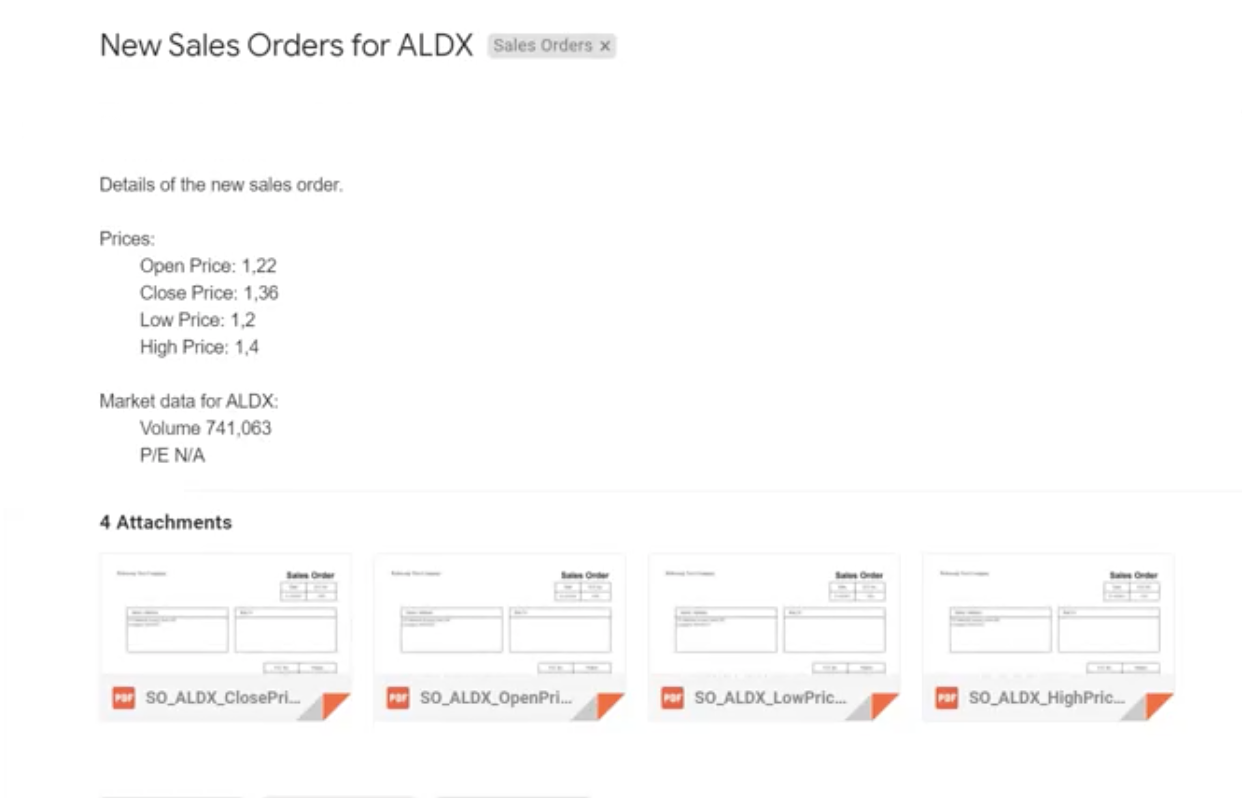 New Sales Orders for ALDX Sales Orders ×
Details of the new sales order.
Prices:
Open Price: 1,22
Close Price: 1,36
Low Price: 1,2
High Price: 1,4
Market data for ALDX:
Volume 741,063
P/E N/A
4 Attachments
Sales Order
Sales Order
Sales Order
Sales Order
PDF SO_ALDX_ClosePri...
PDF SO_ALDX_OpenPri...
PDF SO_ALDX_LowPric...
PDF SO_ALDX_HighPric...